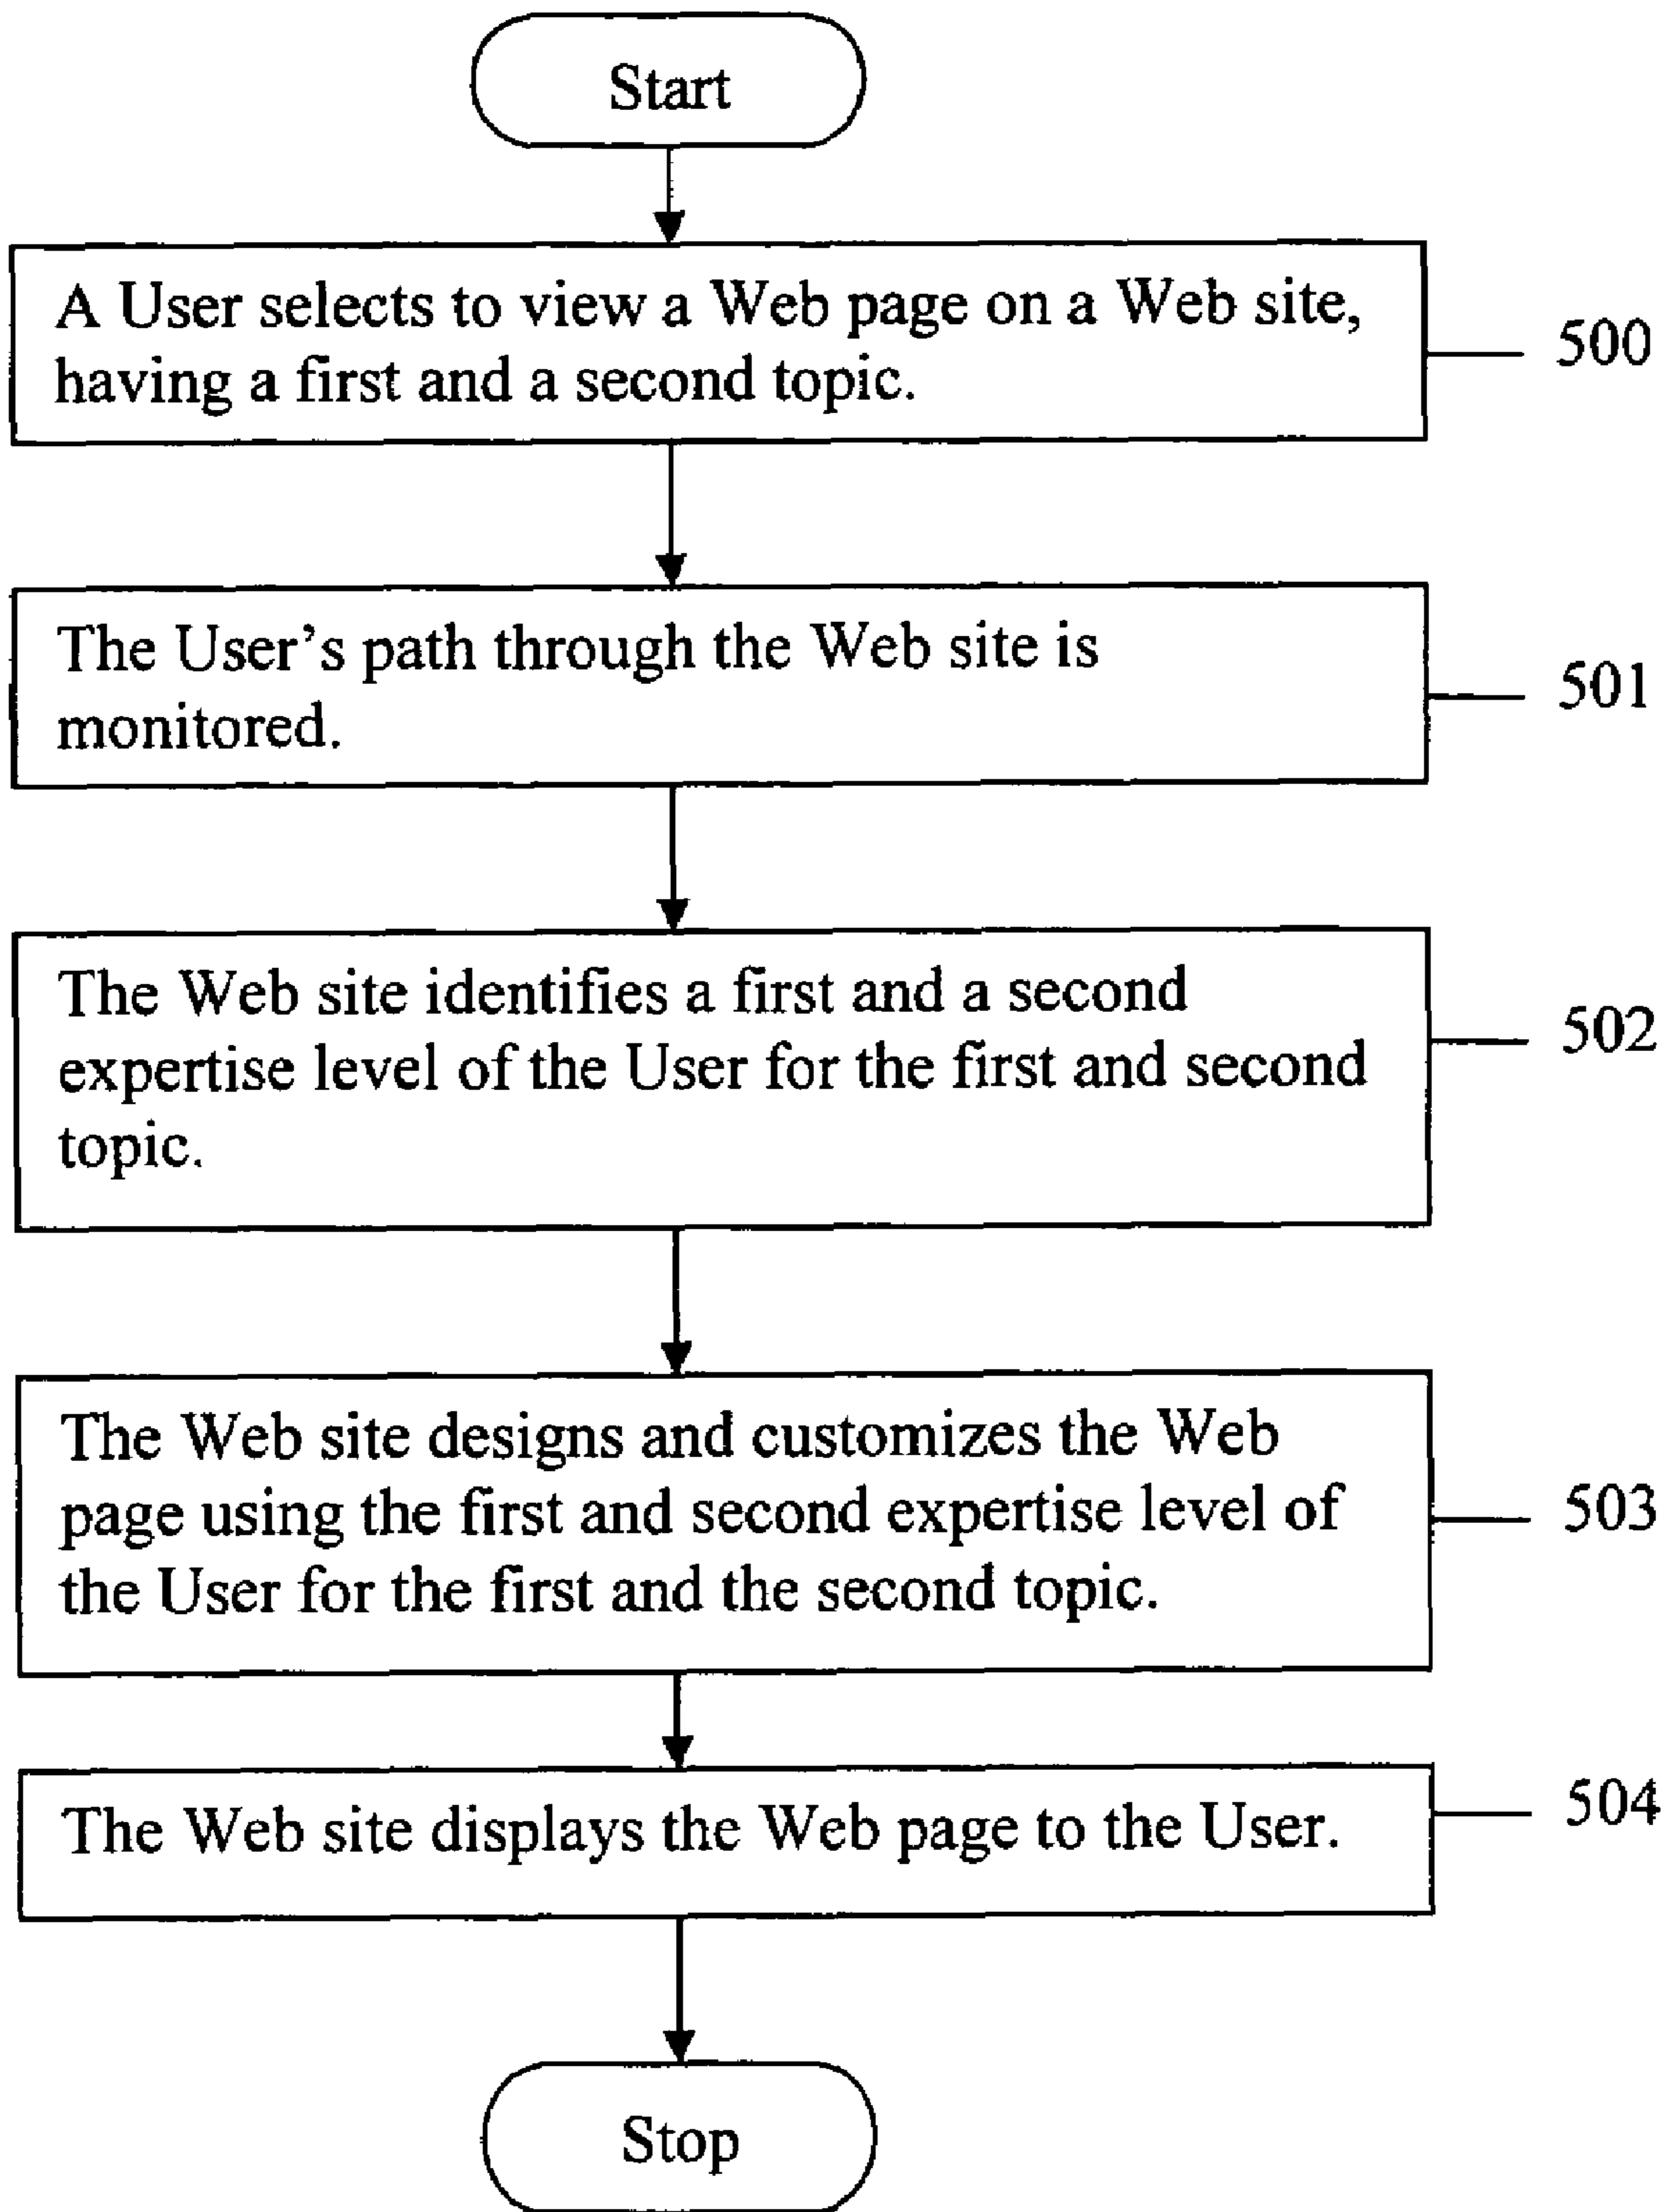 Start
A User selects to view a Web page on a Web site,
having a first and a second topic.
500
The User's path through the Web site is
monitored.
501
The Web site identifies a first and a second
expertise level of the User for the first and second
topic.
502
The Web site designs and customizes the Web
page using the first and second expertise level of
the User for the first and the second topic.
503
The Web site displays the Web page to the User.
504
Stop